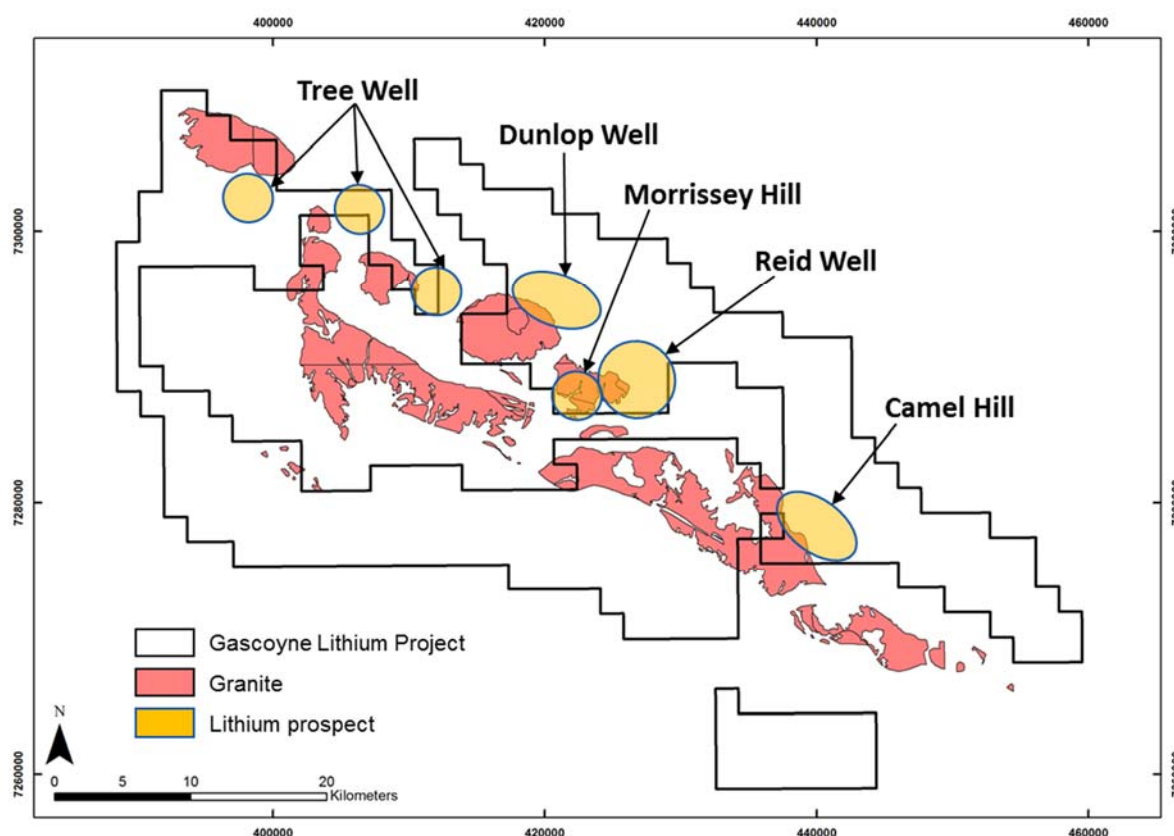 400000
420000
440000
460000
Tree Well
Dunlop Well
Morrissey Hill
Reid Well
Camel Hill
7300000
7280000
7260000
Gascoyne Lithium Project
Granite
Lithium prospect
N
0 5 10 20
Kilometers
400000
420000
440000
460000